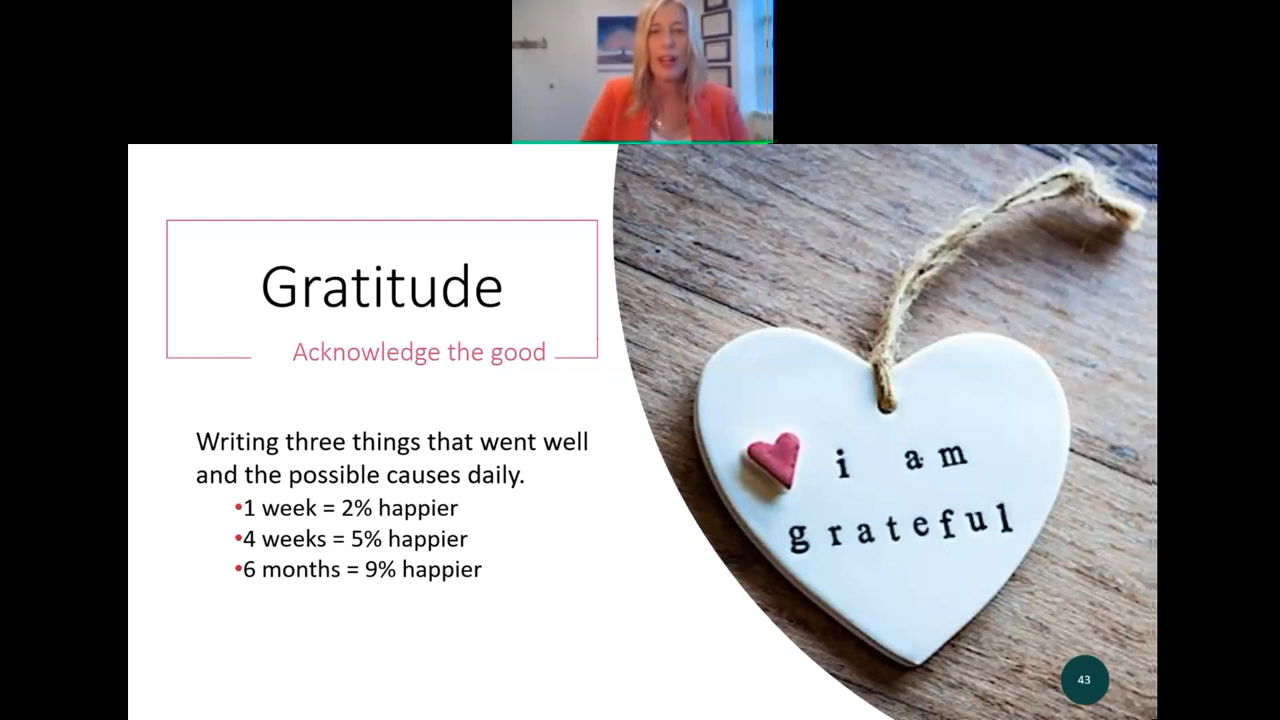 Gratitude
Acknowledge the good
Writing three things that went well
and the possible causes daily.
•1 week = 2% happier
•4 weeks = 5% happier
•6 months = 9% happier
i am
grateful
43